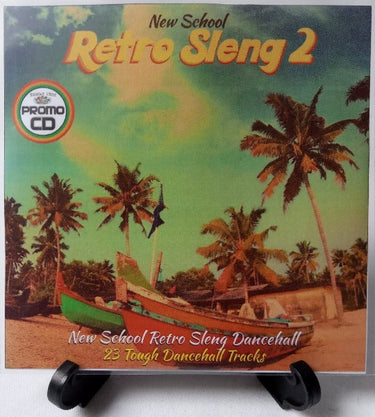 New School
Retro Sleng 2
PROMO
CD
New School Retro Sleng Dancehall
23 Tough Dancehall Tracks